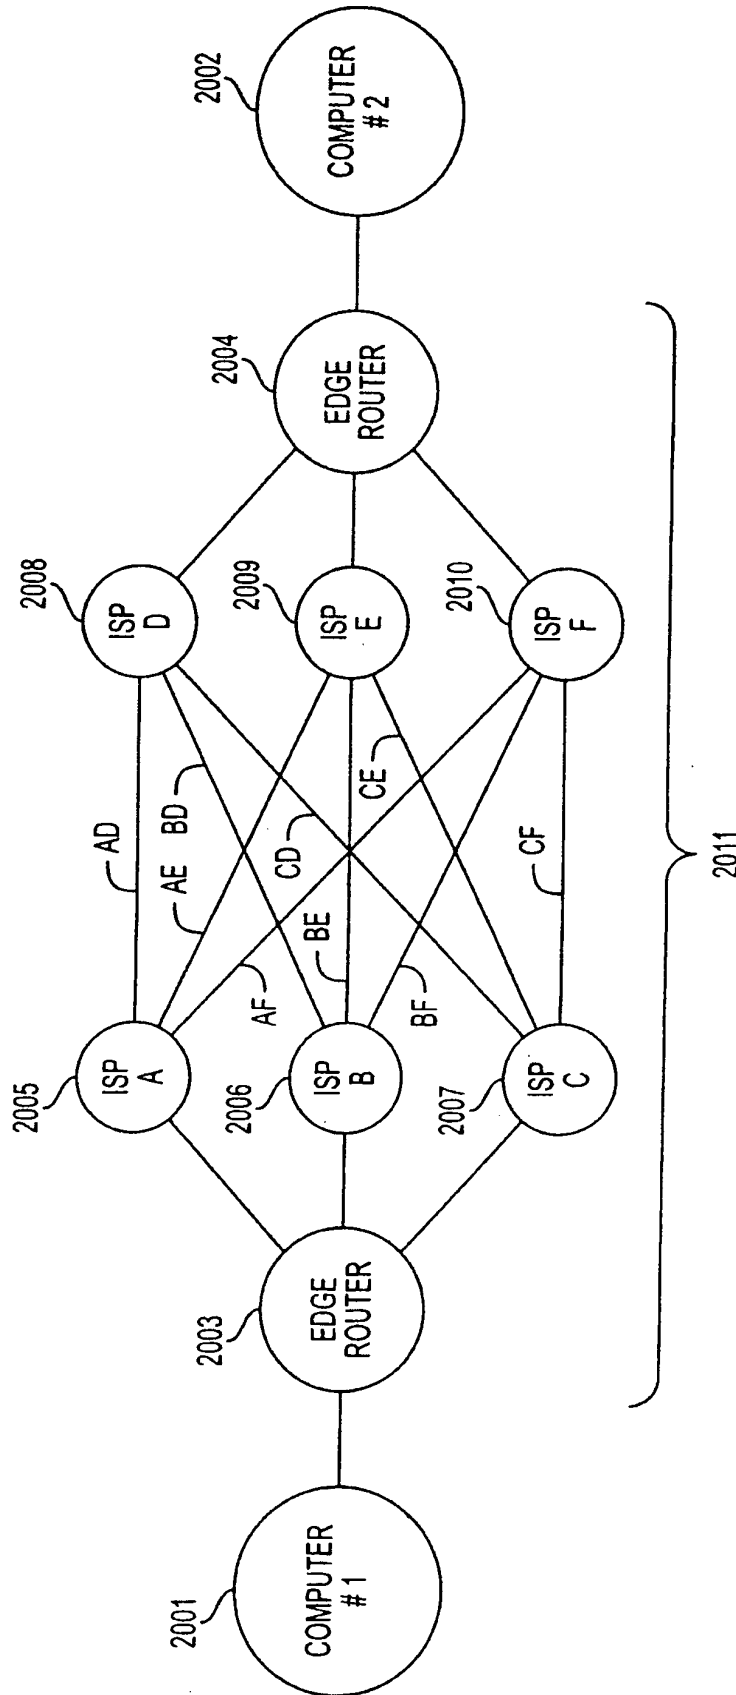 2001
COMPUTER
#1
2003
EDGE
ROUTER
2005
ISP
A
2006
ISP
B
2007
ISP
C
AD
AE
BD
AF
CD
BE
CE
BF
CF
2008
ISP
D
2009
ISP
E
2010
ISP
F
2004
EDGE
ROUTER
2002
COMPUTER
#2
2011